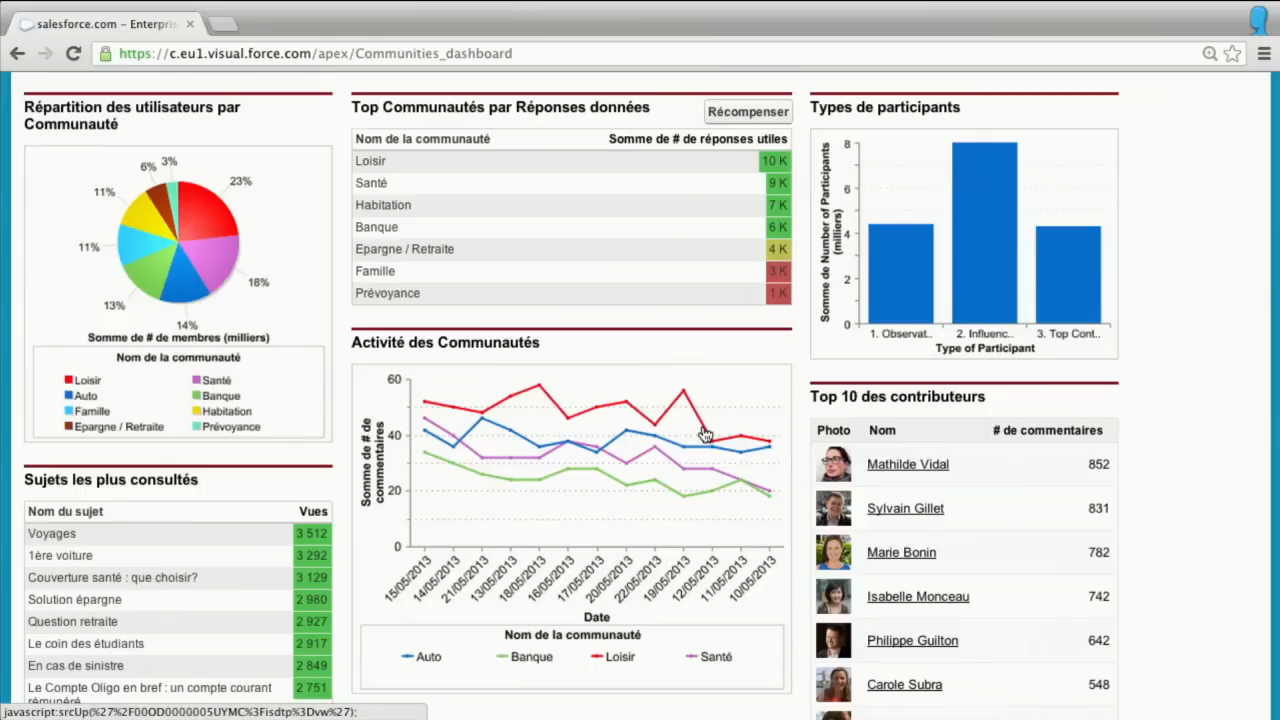 salesforce.com – Enterpris
https://c.eu1.visual.force.com/apex/Communities_dashboard
Répartition des utilisateurs par
Communauté
3%
6%
23%
11%
11%
18%
13%
14%
Somme de # de membres (milliers)
Nom de la communauté
Loisir
Santé
Auto
Banque
Famille
Habitation
Epargne / Retraite
Prévoyance
Sujets les plus consultés
Nom du sujet Vues
Voyages 3 512
1ère voiture 3 292
Couverture santé : que choisir? 3 129
Solution épargne 2 980
Question retraite 2 927
Le coin des étudiants 2 917
En cas de sinistre 2 849
Le Compte Oligo en bref : un compte courant 2 751
rémunéré
javascript:srcUp(%27%2F00OD0000005UYMC%3Fisdtp%3Dvw%27);
Top Communautés par Réponses données
Récompenser
Nom de la communauté Somme de # de réponses utiles
Loisir 10 K
Santé 9 K
Habitation 7 K
Banque 6 K
Epargne / Retraite 4 K
Famille 3 K
Prévoyance 1 K
Activité des Communautés
Somme de # de
commentaires
60
40
20
0
15/05/2013
14/05/2013
21/05/2013
13/05/2013
18/05/2013
16/05/2013
17/05/2013
20/05/2013
22/05/2013
19/05/2013
12/05/2013
11/05/2013
10/05/2013
Date
Nom de la communauté
Auto
Banque
Loisir
Santé
Types de participants
Somme de Number of Participants
(milliers)
8
6
4
2
0
1. Observat..
2. Influenc..
3. Top Cont..
Type of Participant
Top 10 des contributeurs
Photo Nom # de commentaires
Mathilde Vidal 852
Sylvain Gillet 831
Marie Bonin 782
Isabelle Monceau 742
Philippe Guilton 642
Carole Subra 548